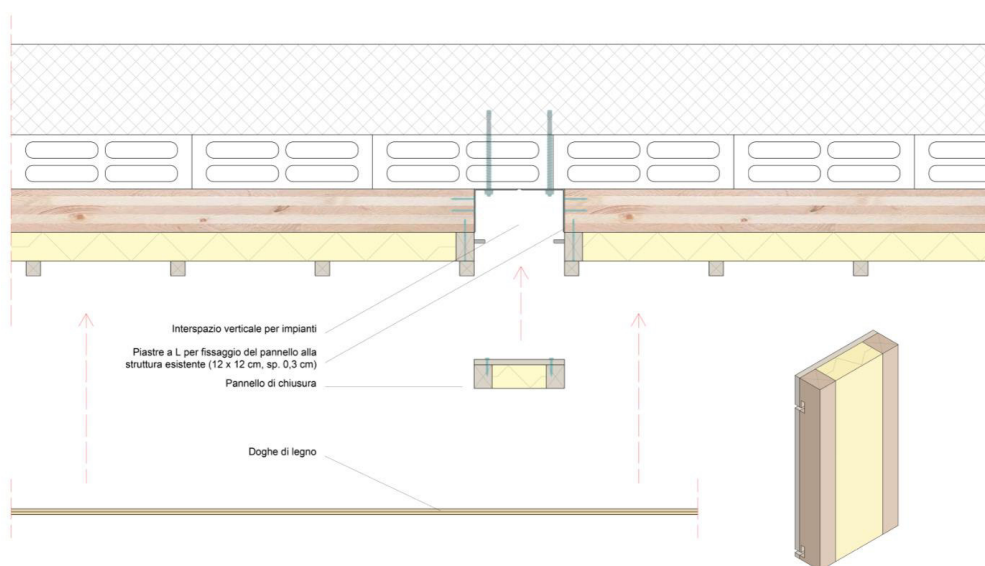 Interspazio verticale per impianti
Piastre a L per fissaggio del pannello alla
struttura esistente (12 x 12 cm, sp. 0,3 cm)
Pannello di chiusura
Doghe di legno